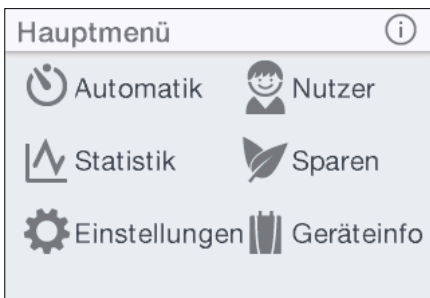 Hauptmenü
Automatik Nutzer
Statistik Sparen
Einstellungen Geräteinfo